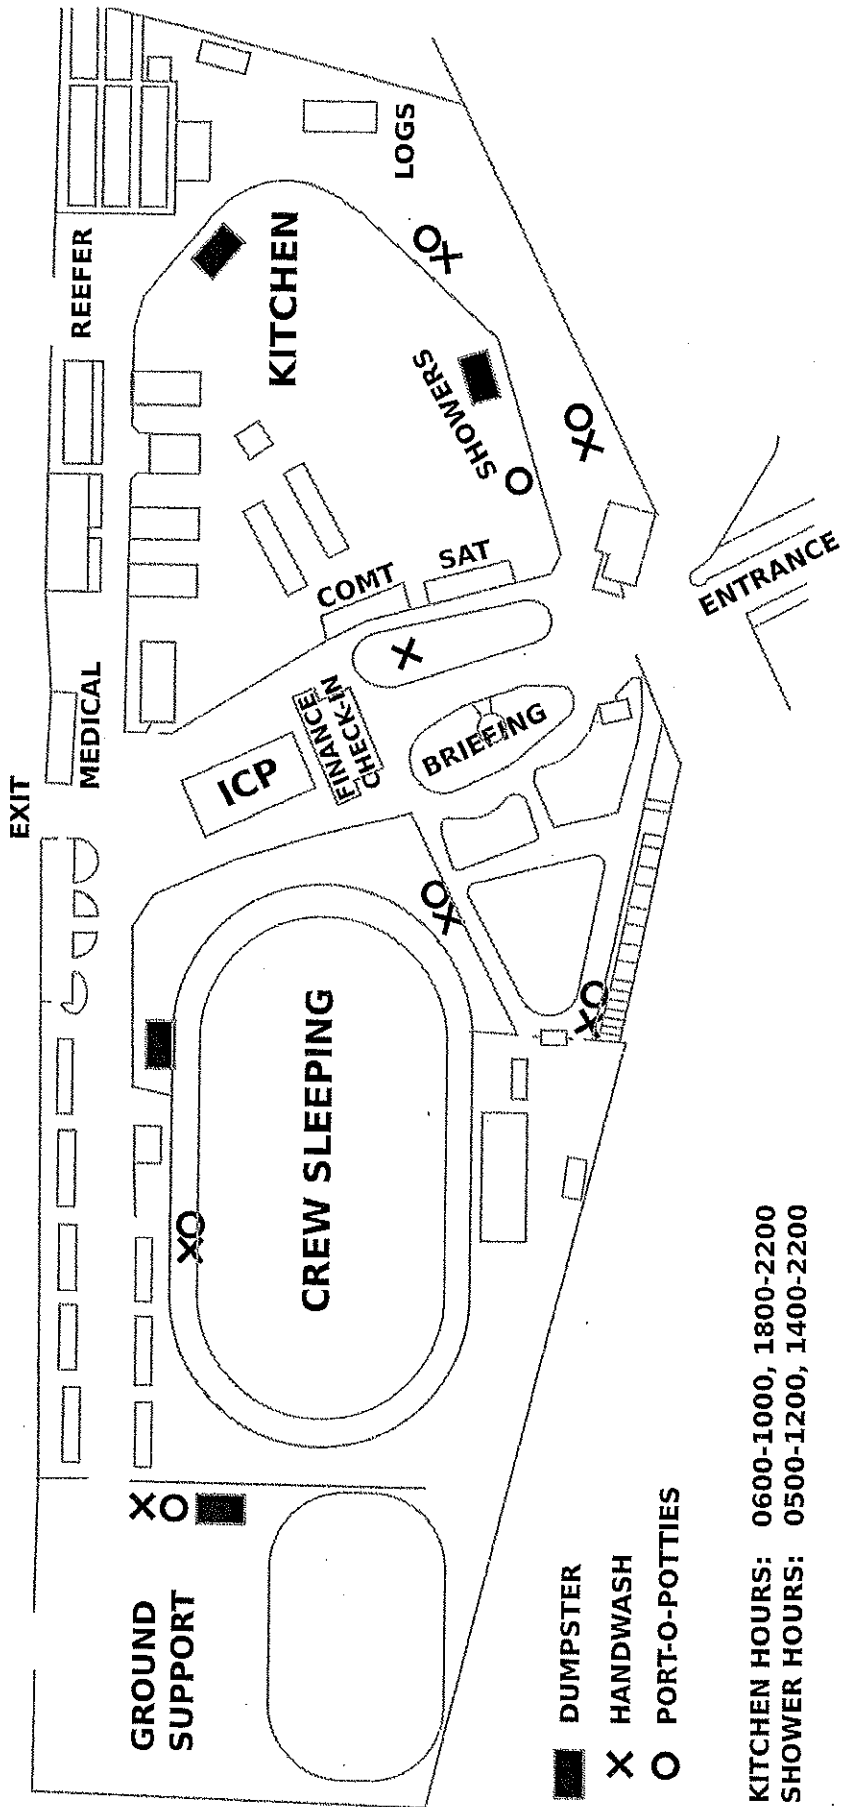 GROUND
SUPPORT
CREW SLEEPING
EXIT
MEDICAL
REEFER
ICP
FINANCE
CHECK-IN
COMT
SAT
BRIEFING
KITCHEN
SHOWERS
LOGS
ENTRANCE
DUMPSTER
HANDWASH
PORT-O-POTTIES
KITCHEN HOURS: 0600-1000, 1800-2200
SHOWER HOURS: 0500-1200, 1400-2200